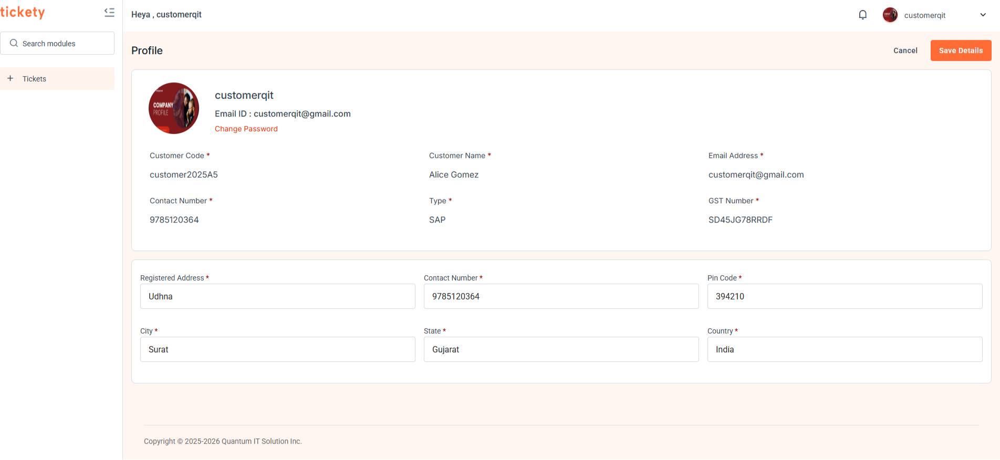 tickety
Heya , customerqit
customerqit
Search modules
Tickets
Profile
Cancel
Save Details
COMPANY
PROFILE
customerqit
Email ID : customerqit@gmail.com
Change Password
Customer Code *
Customer Name *
Email Address *
customer2025A5
Alice Gomez
customerqit@gmail.com
Contact Number *
Type *
GST Number *
9785120364
SAP
SD45JG78RRDF
Registered Address *
Contact Number *
Pin Code *
Udhna
9785120364
394210
City *
State *
Country *
Surat
Gujarat
India
Copyright © 2025-2026 Quantum IT Solution Inc.